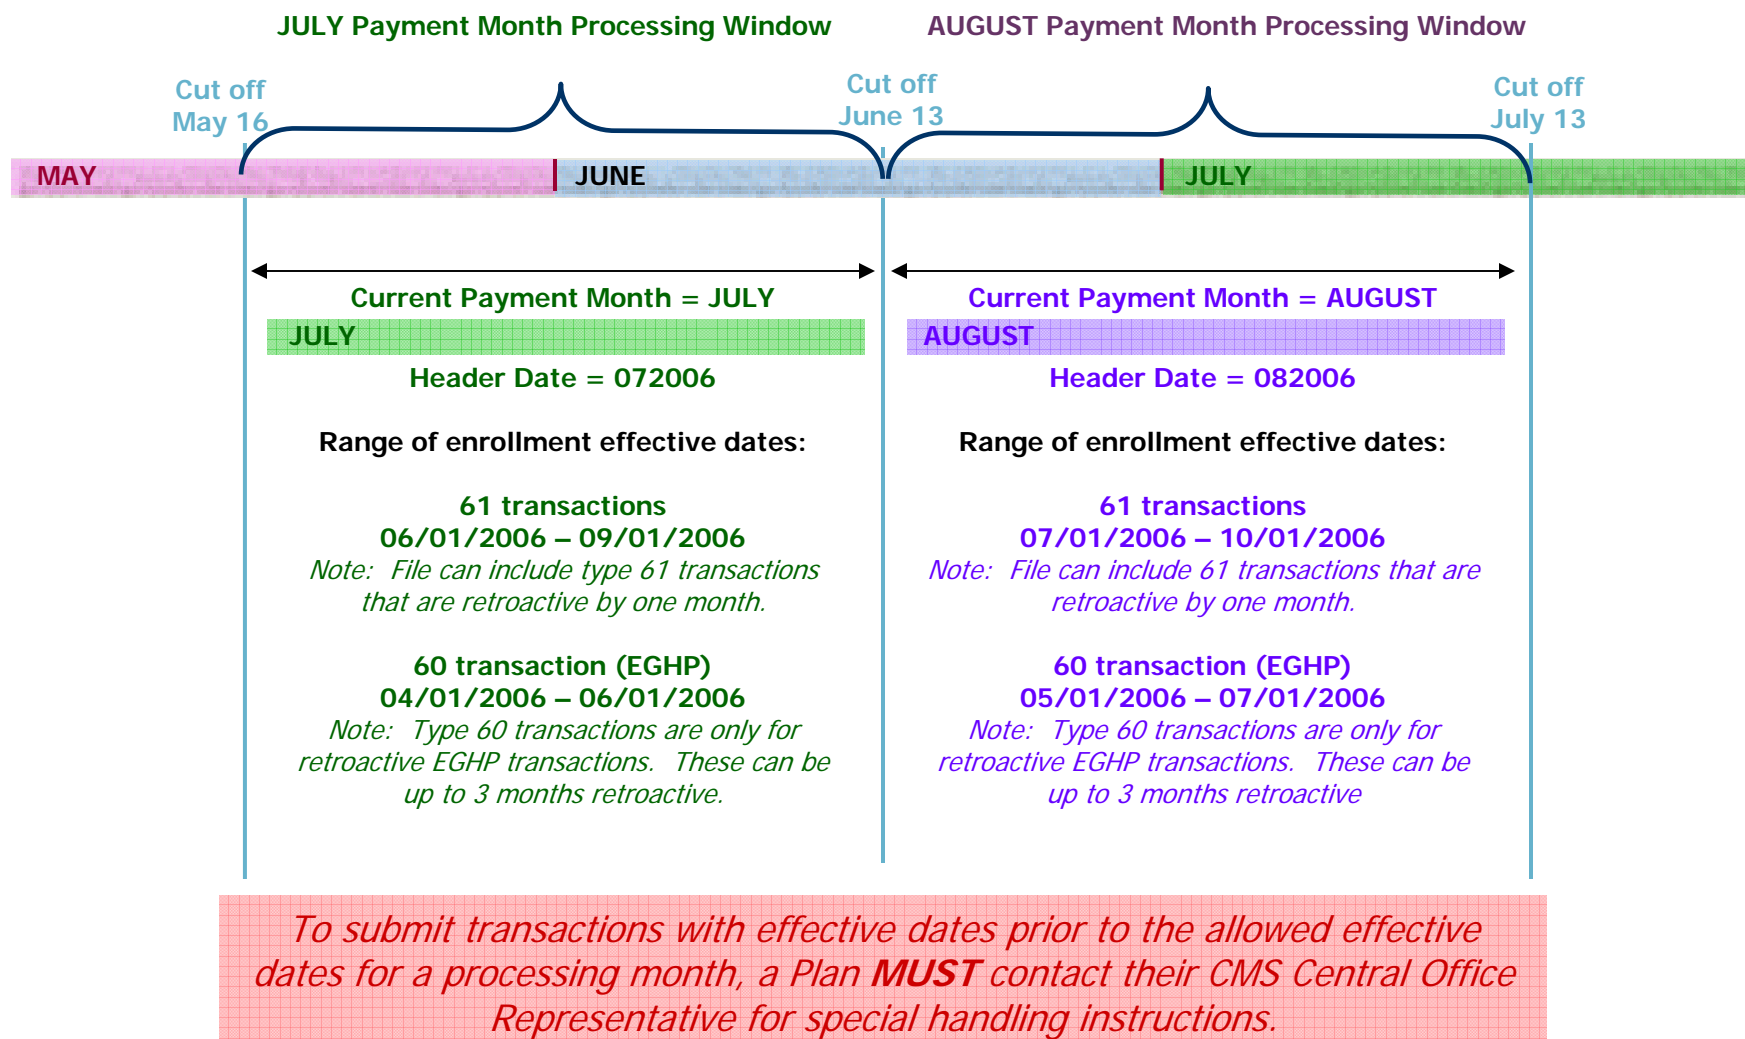 JULY Payment Month Processing Window
AUGUST Payment Month Processing Window
Cut off
May 16
Cut off
June 13
Cut off
July 13
MAY
JUNE
JULY
Current Payment Month = JULY
JULY
Header Date = 072006
Range of enrollment effective dates:
61 transactions
06/01/2006 – 09/01/2006
Note:  File can include type 61 transactions
that are retroactive by one month.
60 transaction (EGHP)
04/01/2006 – 06/01/2006
Note:  Type 60 transactions are only for
retroactive EGHP transactions.  These can be
up to 3 months retroactive.
Current Payment Month = AUGUST
AUGUST
Header Date = 082006
Range of enrollment effective dates:
61 transactions
07/01/2006 – 10/01/2006
Note:  File can include 61 transactions that are
retroactive by one month.
60 transaction (EGHP)
05/01/2006 – 07/01/2006
Note:  Type 60 transactions are only for
retroactive EGHP transactions.  These can be
up to 3 months retroactive
To submit transactions with effective dates prior to the allowed effective
dates for a processing month, a Plan MUST contact their CMS Central Office
Representative for special handling instructions.